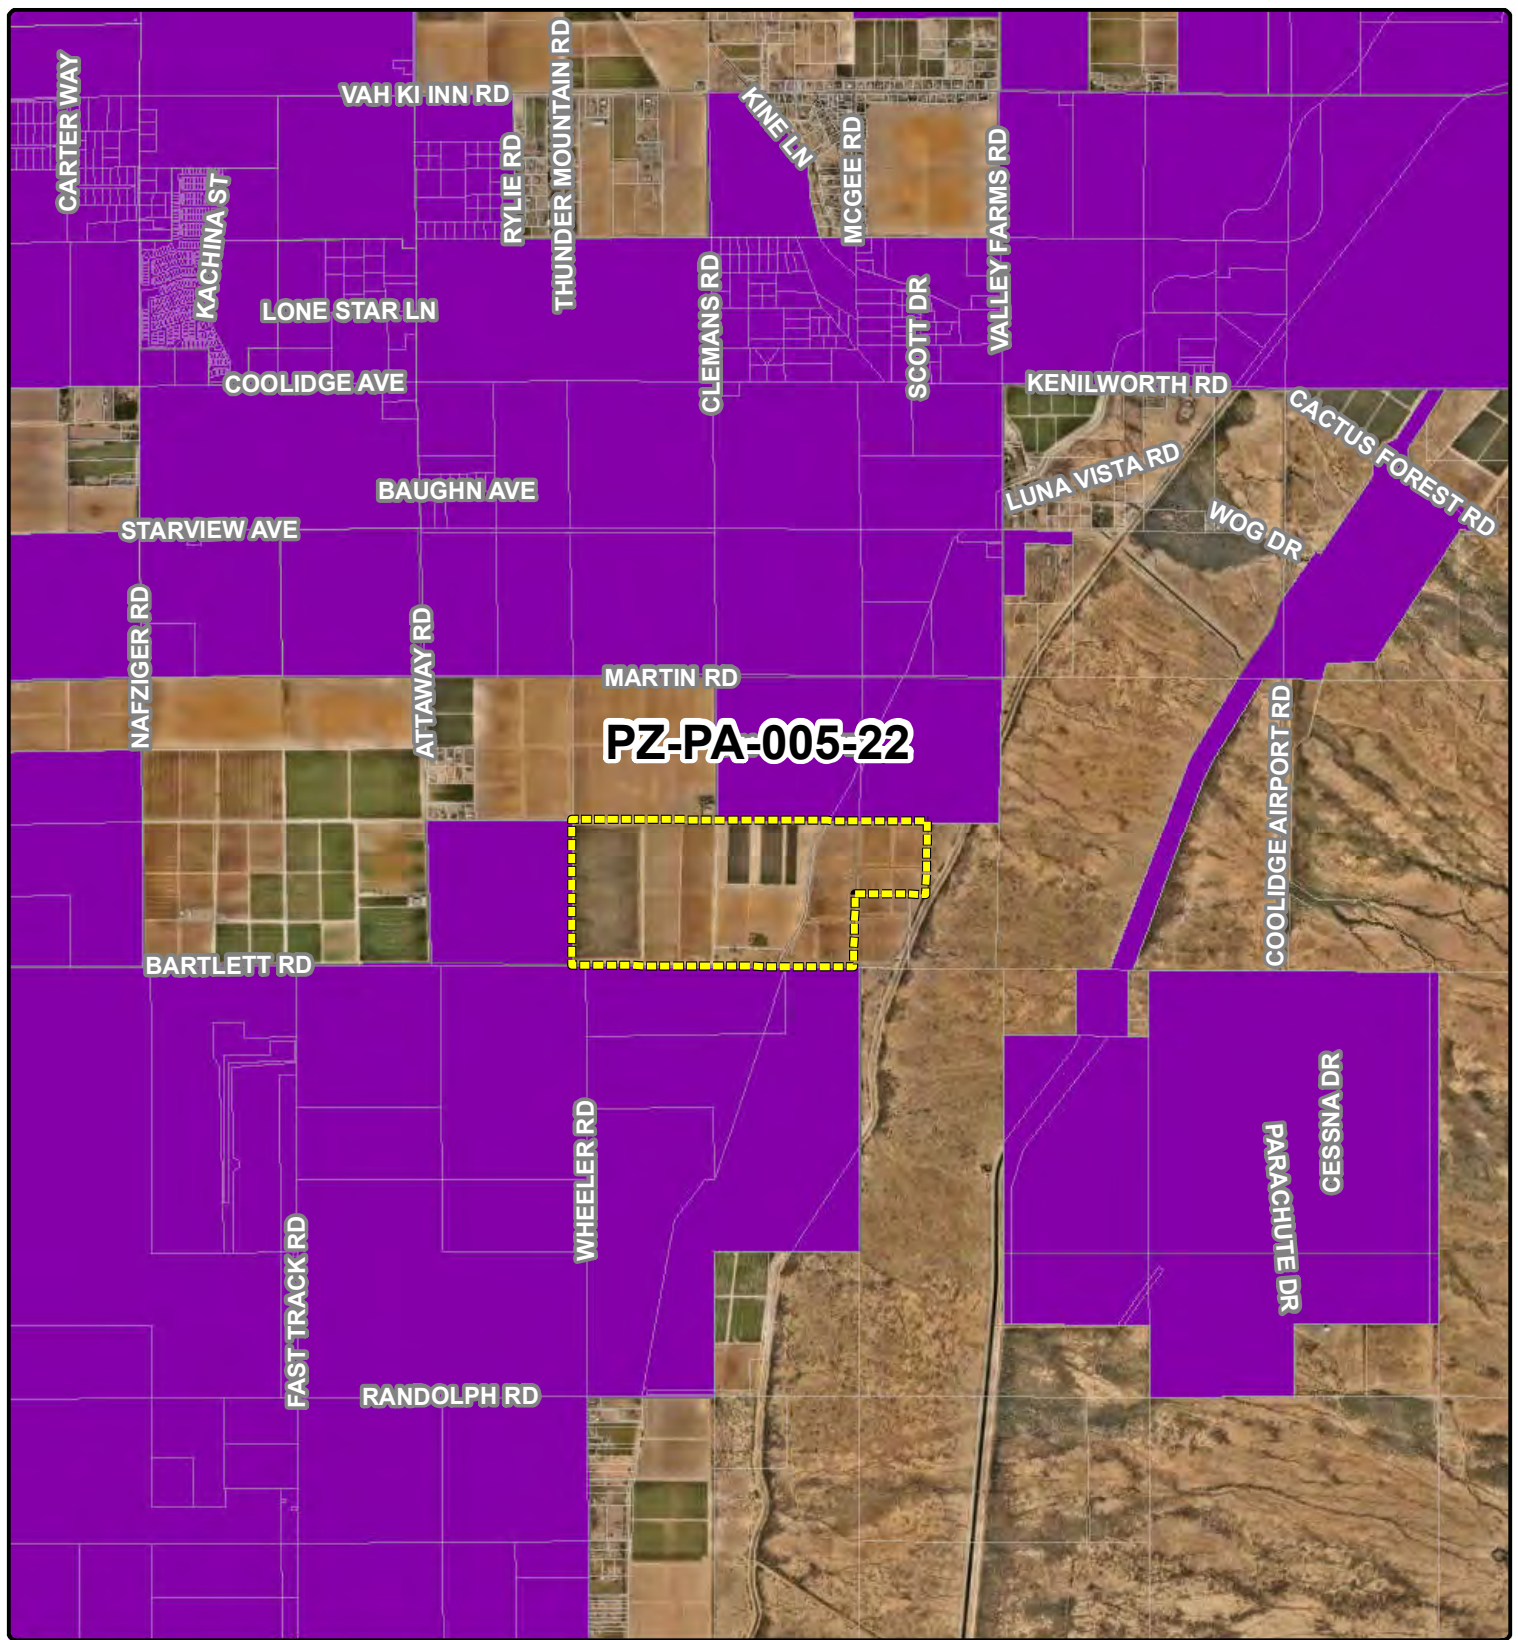 CARTER WAY
VAH KI INN RD
THUNDER MOUNTAIN RD
KINE LN
MCGEE RD
RYLIE RD
VALLEY FARMS RD
KACHINA ST
LONE STAR LN
CLEMANS RD
SCOTT DR
COOLIDGE AVE
KENILWORTH RD
CACTUS FOREST RD
BAUGHN AVE
LUNA VISTA RD
STARVIEW AVE
WOG DR
NAFZIGER RD
ATTAWAY RD
MARTIN RD
PZ-PA-005-22
COOLIDGE AIRPORT RD
BARTLETT RD
WHEELER RD
CESSNA DR
PARACHUTE DR
FAST TRACK RD
RANDOLPH RD